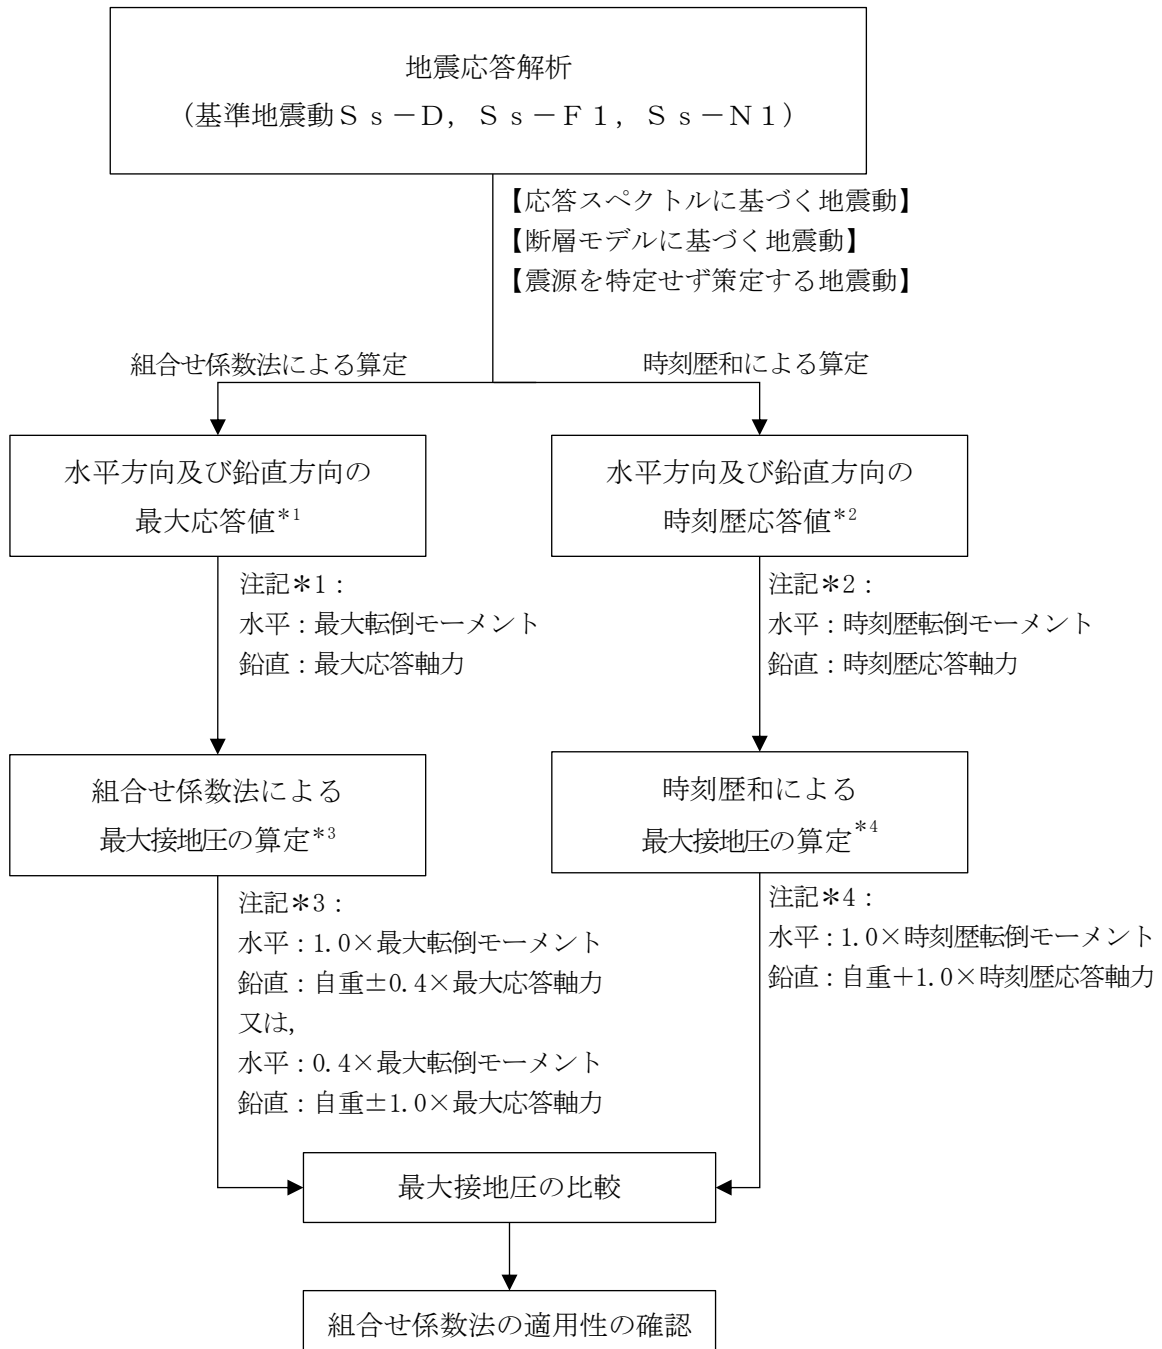 地震応答解析
(基準地震動Ss-D, Ss-F1, Ss-N1)
【応答スペクトルに基づく地震動】
【断層モデルに基づく地震動】
【震源を特定せず策定する地震動】
組合せ係数法による算定
時刻歴和による算定
水平方向及び鉛直方向の
最大応答値*1
水平方向及び鉛直方向の
時刻歴応答値*2
注記*1:
水平:最大転倒モーメント
鉛直:最大応答軸力
注記*2:
水平:時刻歴転倒モーメント
鉛直:時刻歴応答軸力
組合せ係数法による
最大接地圧の算定*3
時刻歴和による
最大接地圧の算定*4
注記*3:
水平:1.0×最大転倒モーメント
鉛直:自重±0.4×最大応答軸力
又は,
水平:0.4×最大転倒モーメント
鉛直:自重±1.0×最大応答軸力
注記*4:
水平:1.0×時刻歴転倒モーメント
鉛直:自重+1.0×時刻歴応答軸力
最大接地圧の比較
組合せ係数法の適用性の確認